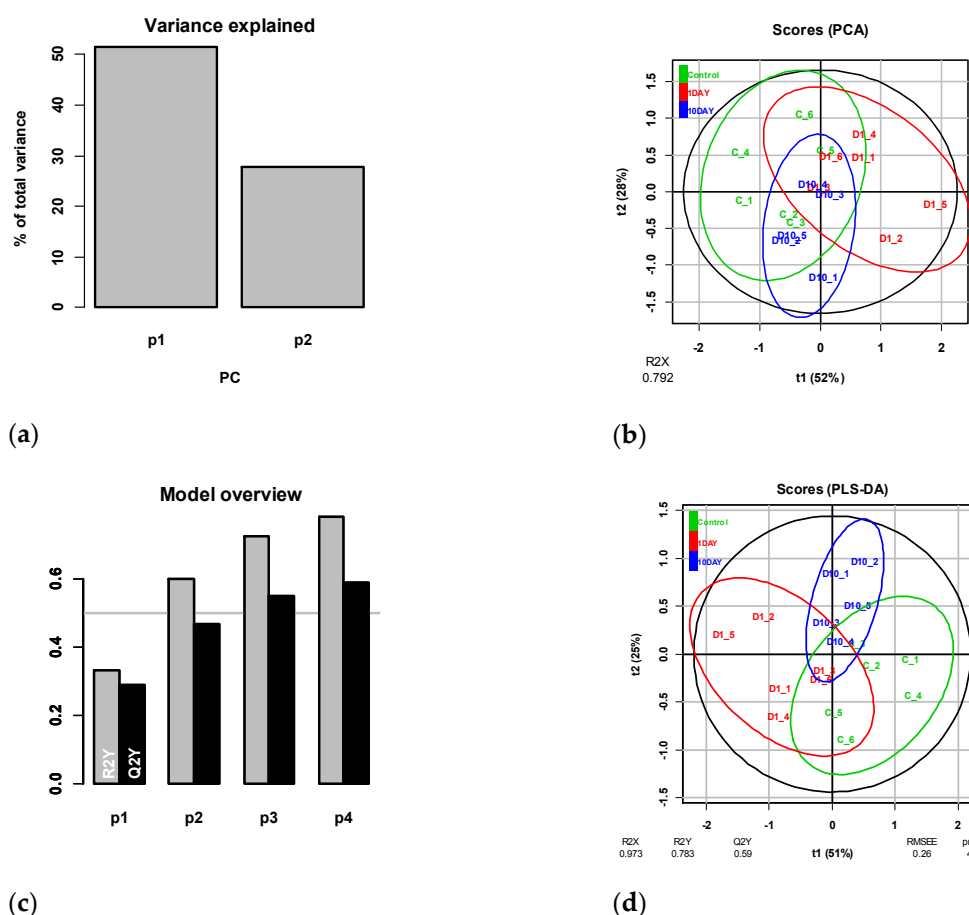 Variance explained
% of total variance
50
40
30
20
10
0
p1
p2
PC
(a)
Scores (PCA)
Control
1DAY
10DAY
t2 (28%)
1.5
1.0
0.5
0.0
-0.5
-1.0
-1.5
C_6
D1_4
C_4
C_5
D1_6
D1_1
D10_4
D10_3
C_1
D1_5
C_2
C_3
D10_5
D10_2
D1_2
D10_1
-2
-1
0
1
2
R2X
0.792
t1 (52%)
(b)
Model overview
0.6
0.4
0.2
0.0
R2Y
Q2Y
p1
p2
p3
p4
(c)
Scores (PLS-DA)
Control
1DAY
10DAY
t2 (25%)
1.5
1.0
0.5
0.0
-0.5
-1.0
-1.5
D10_1
D10_2
D10_5
D1_2
D10_3
D1_5
D10_4
C_1
C_2
D1_3
D1_1
C_4
D1_4
C_5
C_6
-2
-1
0
1
2
R2X
R2Y
Q2Y
RMSEE
0.973
0.783
0.59
t1 (51%)
0.26
(d)